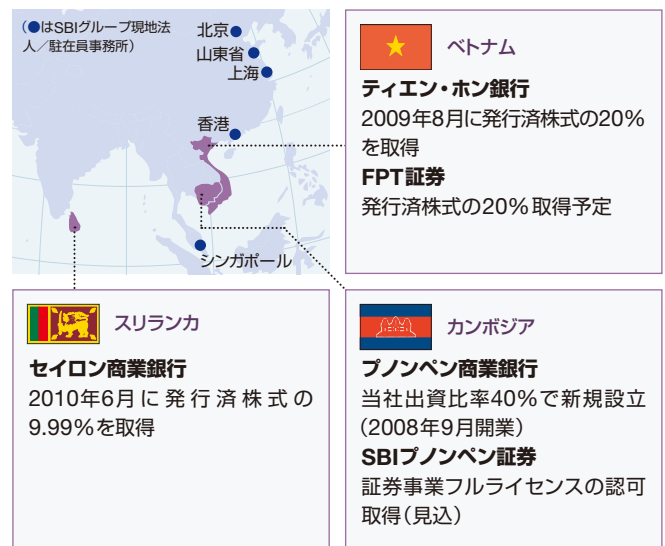 (●はSBIグループ現地法
人／駐在員事務所)
北京
山東省
上海
香港
シンガポール
ベトナム
ティエン・ホン銀行
2009年8月に発行済株式の20%
を取得
FPT証券
発行済株式の20%取得予定
スリランカ
セイロン商業銀行
2010年6月に発行済株式の
9.99%を取得
カンボジア
プノンペン商業銀行
当社出資比率40%で新規設立
(2008年9月開業)
SBIプノンペン証券
証券事業フルライセンスの認可
取得(見込)